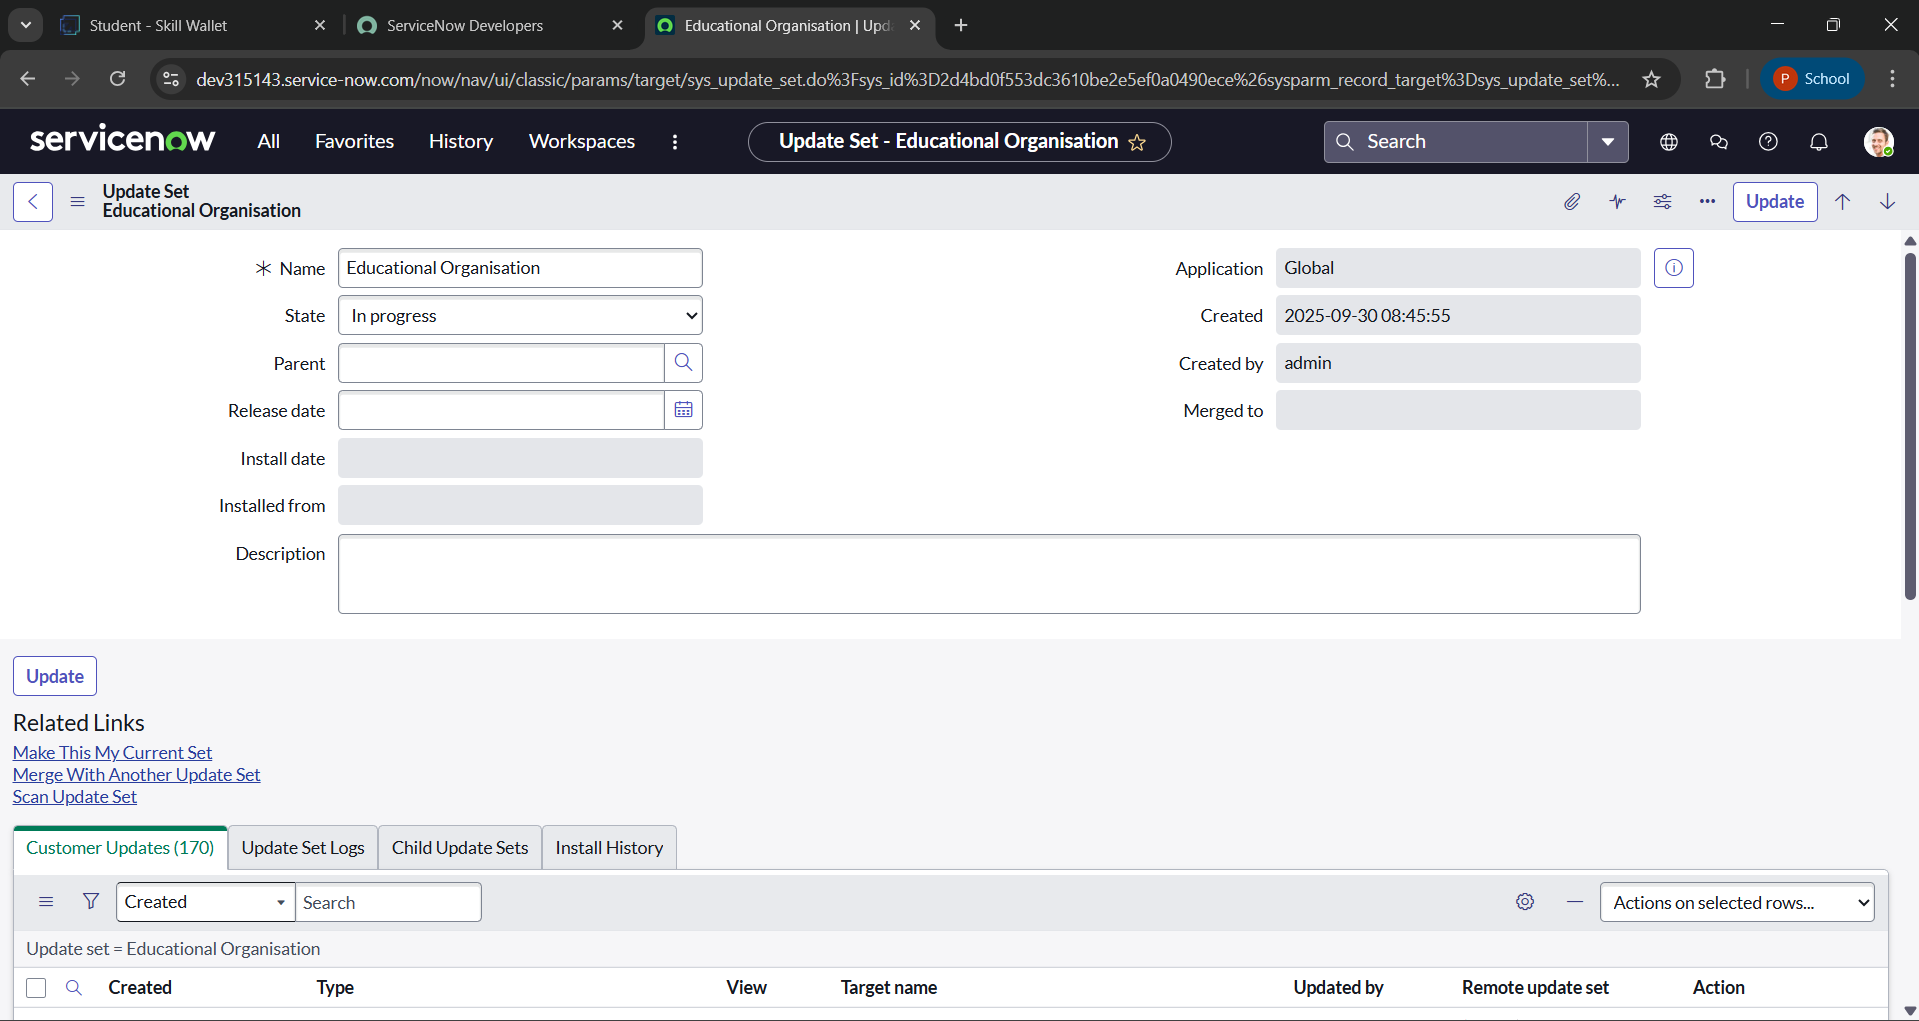 Student - Skill Wallet
ServiceNow Developers
Educational Organisation | Upda
dev315143.service-now.com/now/nav/ui/classic/params/target/sys_update_set.do%3Fsys_id%3D2d4bd0f553dc3610be2e5ef0a0490ece%26sysparm_record_target%3Dsys_update_set%...
P School
servicenow
All
Favorites
History
Workspaces
Update Set - Educational Organisation
Search
Update Set
Educational Organisation
Update
Name
Educational Organisation
Application
Global
State
In progress
Created
2025-09-30 08:45:55
Parent
Created by
admin
Release date
Merged to
Install date
Installed from
Description
Update
Related Links
Make This My Current Set
Merge With Another Update Set
Scan Update Set
Customer Updates (170)
Update Set Logs
Child Update Sets
Install History
Created
Search
Actions on selected rows...
Update set = Educational Organisation
Created
Type
View
Target name
Updated by
Remote update set
Action